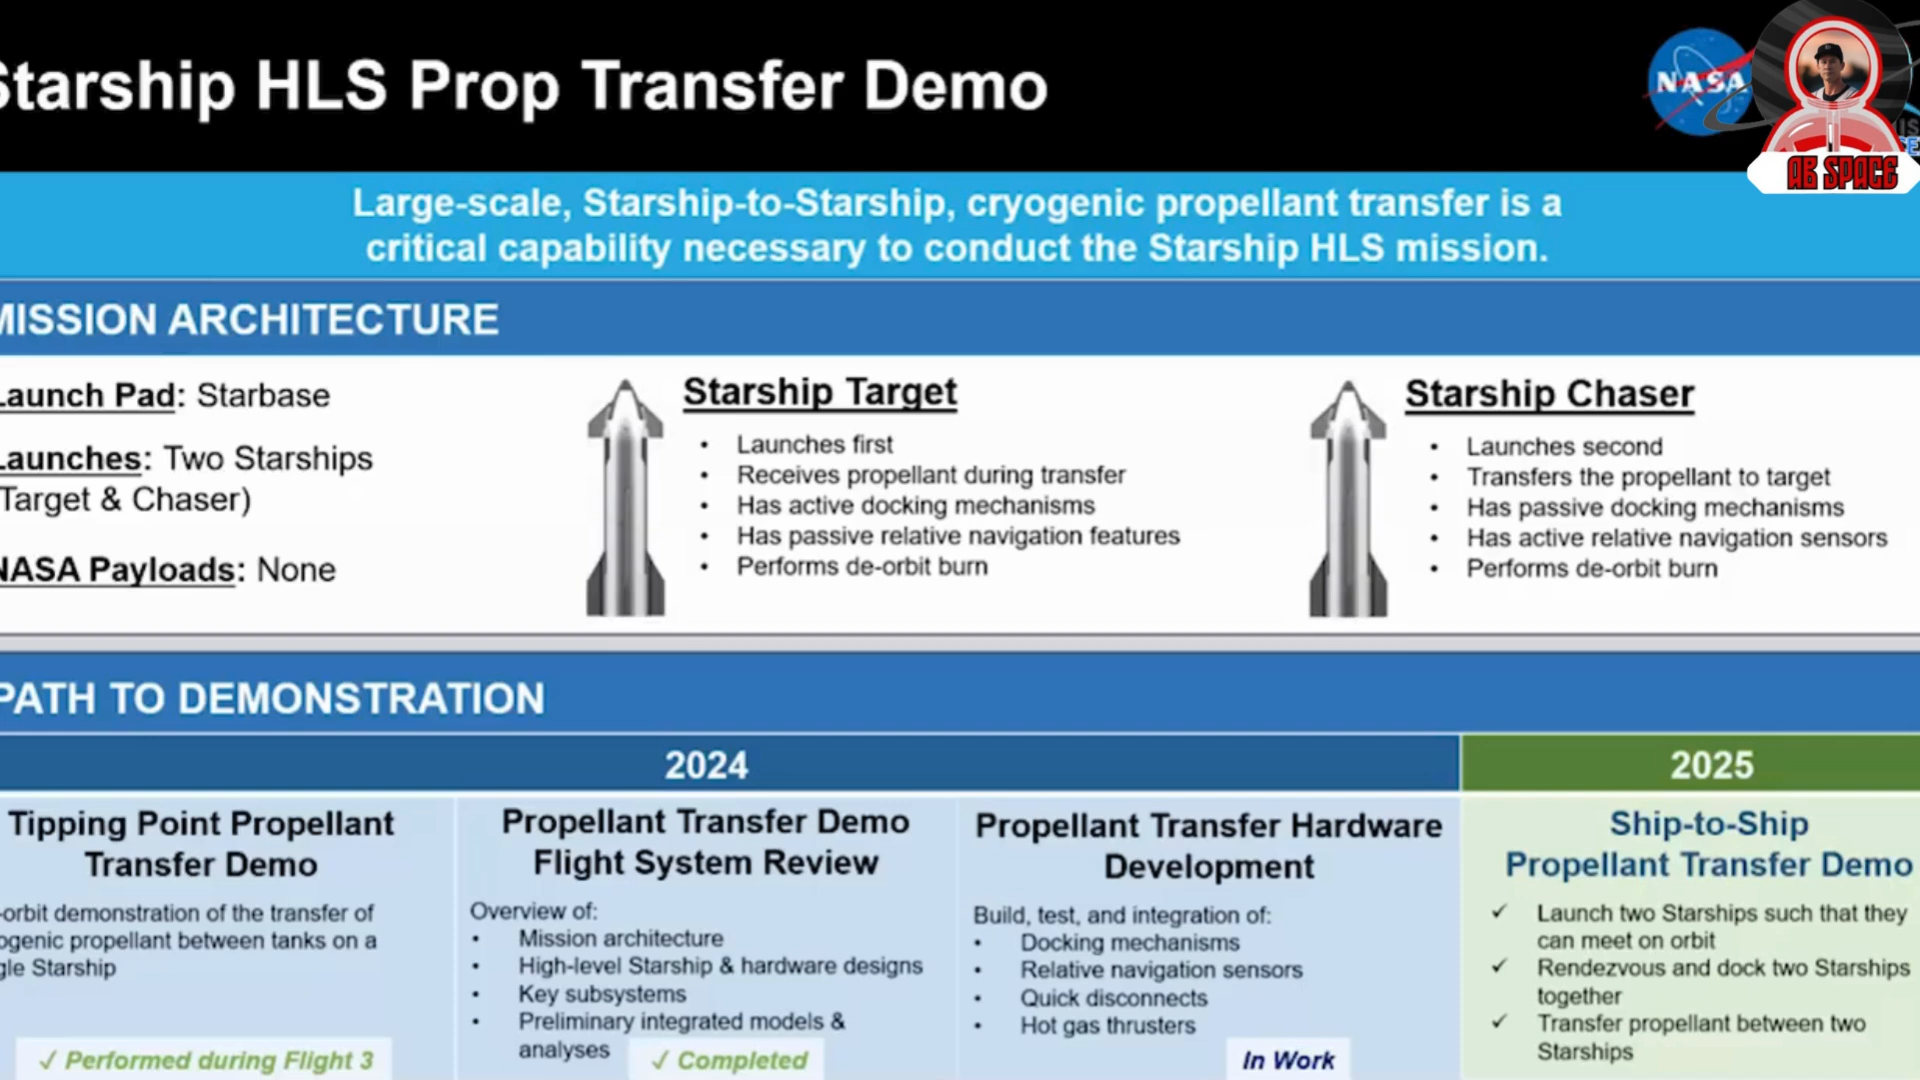 Starship HLS Prop Transfer Demo
NASA
AB SPACE
Large-scale, Starship-to-Starship, cryogenic propellant transfer is a
critical capability necessary to conduct the Starship HLS mission.
MISSION ARCHITECTURE
Launch Pad: Starbase
Launches: Two Starships
Target & Chaser)
NASA Payloads: None
Starship Target
• Launches first
• Receives propellant during transfer
• Has active docking mechanisms
• Has passive relative navigation features
• Performs de-orbit burn
Starship Chaser
• Launches second
• Transfers the propellant to target
• Has passive docking mechanisms
• Has active relative navigation sensors
• Performs de-orbit burn
PATH TO DEMONSTRATION
2024
2025
Tipping Point Propellant
Transfer Demo
-orbit demonstration of the transfer of
ogenic propellant between tanks on a
gle Starship
✓ Performed during Flight 3
Propellant Transfer Demo
Flight System Review
Overview of:
• Mission architecture
• High-level Starship & hardware designs
• Key subsystems
• Preliminary integrated models &
analyses
✓ Completed
Propellant Transfer Hardware
Development
Build, test, and integration of:
• Docking mechanisms
• Relative navigation sensors
• Quick disconnects
• Hot gas thrusters
In Work
Ship-to-Ship
Propellant Transfer Demo
✓ Launch two Starships such that they
can meet on orbit
✓ Rendezvous and dock two Starships
together
✓ Transfer propellant between two
Starships